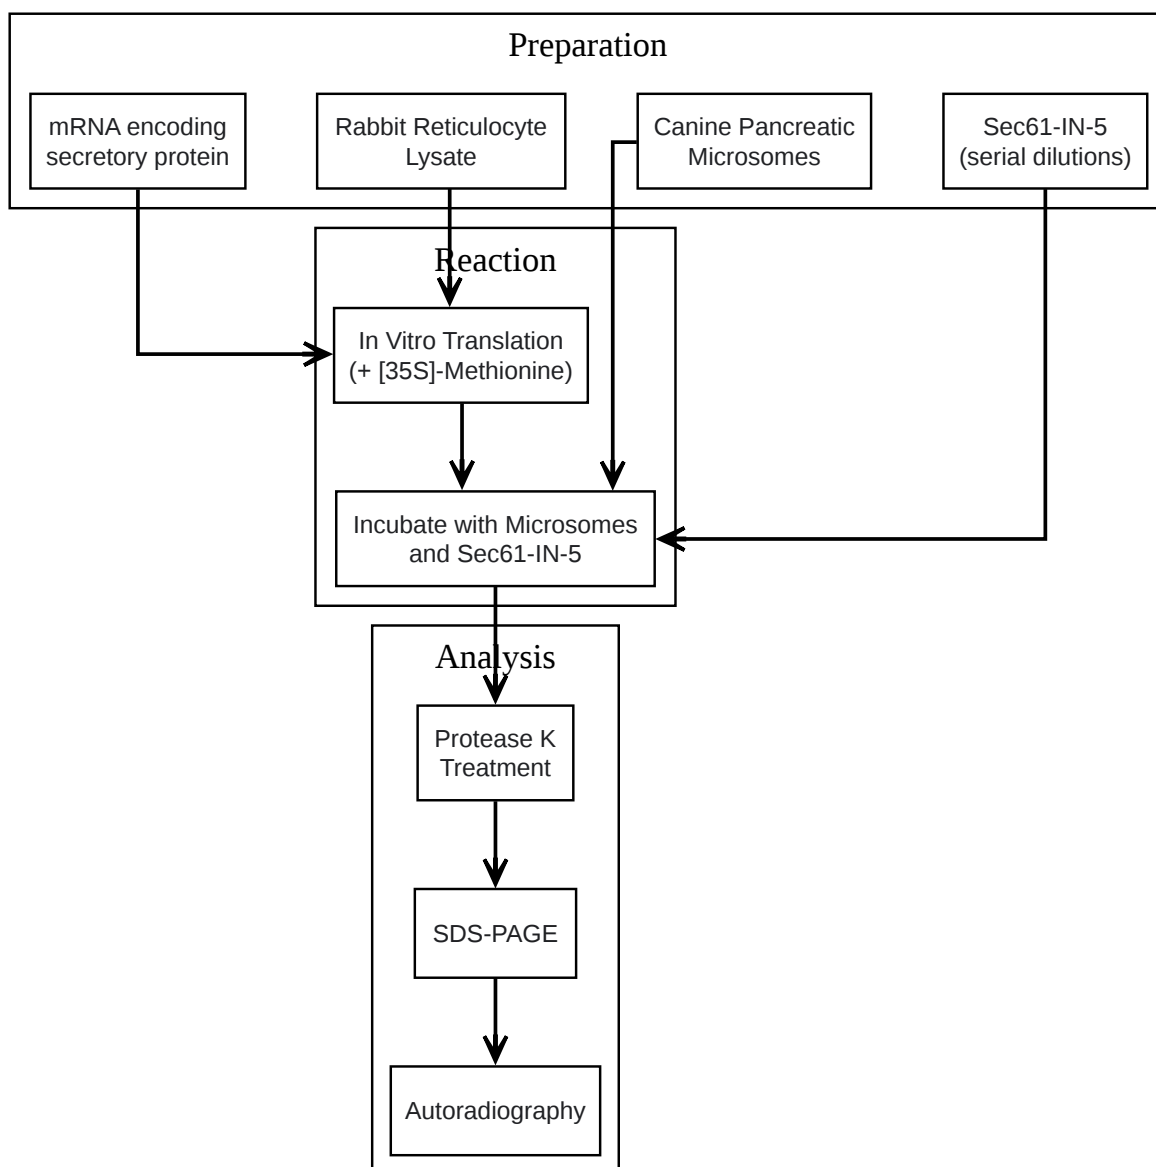 Preparation
mRNA encoding
secretory protein
Rabbit Reticulocyte
Lysate
Canine Pancreatic
Microsomes
Sec61-IN-5
(serial dilutions)
Reaction
In Vitro Translation
(+ [35S]-Methionine)
Incubate with Microsomes
and Sec61-IN-5
Analysis
Protease K
Treatment
SDS-PAGE
Autoradiography